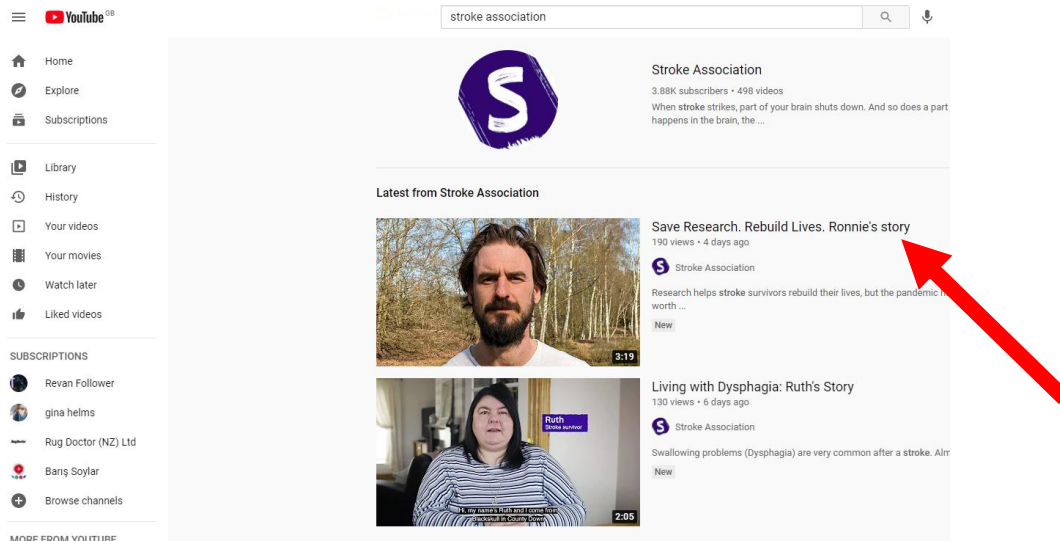 YouTube GB
stroke association
Home
Explore
Subscriptions
Library
History
Your videos
Your movies
Watch later
Liked videos
SUBSCRIPTIONS
Revan Follower
gina helms
Rug Doctor (NZ) Ltd
Barış Soylar
Browse channels
MORE FROM YOUTUBE
S
Stroke Association
3.88K subscribers • 498 videos
When stroke strikes, part of your brain shuts down. And so does a part
happens in the brain, the ...
Latest from Stroke Association
3:19
Save Research. Rebuild Lives. Ronnie's story
190 views • 4 days ago
S Stroke Association
Research helps stroke survivors rebuild their lives, but the pandemic
worth ...
New
Ruth
Stroke survivor
Hi, my name's Ruth and I come from
Blackskull in County Down
2:05
Living with Dysphagia: Ruth's Story
130 views • 6 days ago
S Stroke Association
Swallowing problems (Dysphagia) are very common after a stroke. Alm
New